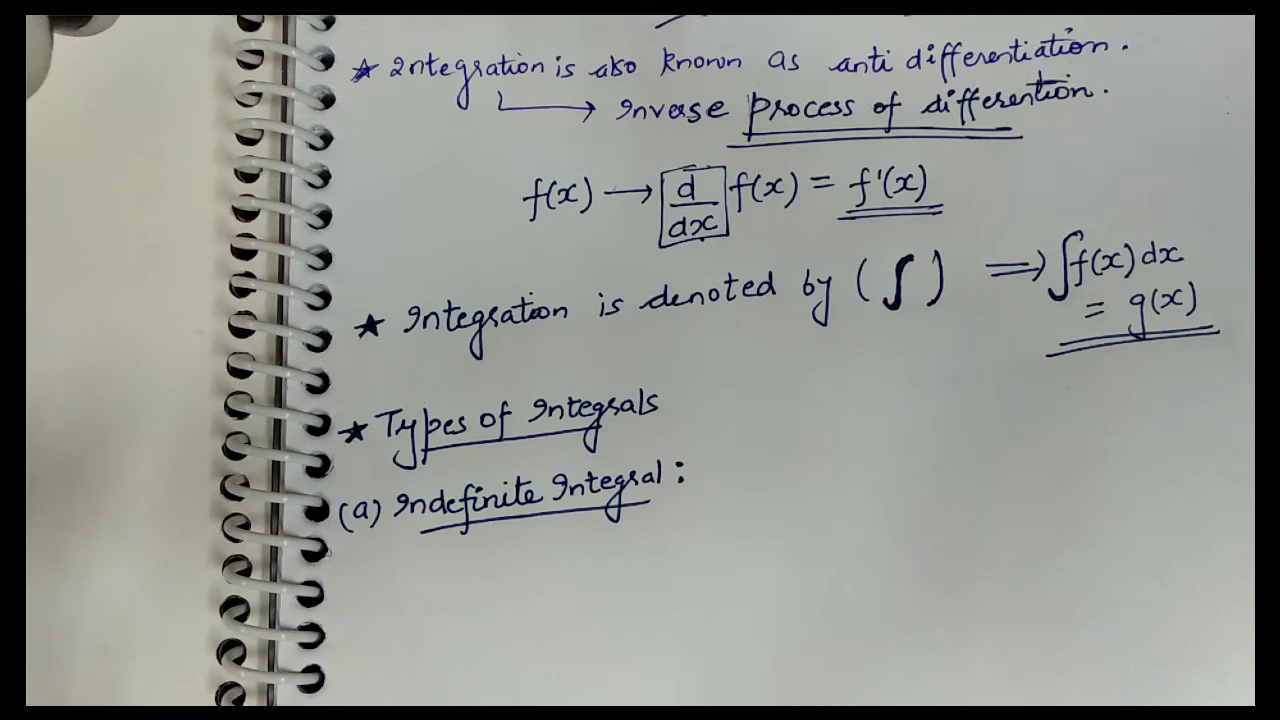 ★ Integration is also known as anti differentiation.
→ Inverse process of differention.
f(x) → d/dx f(x) = f'(x)
★ Integration is denoted by (∫) ⟹ ∫f(x) dx
= g(x)
★ Types of Integrals
(a) Indefinite Integral :